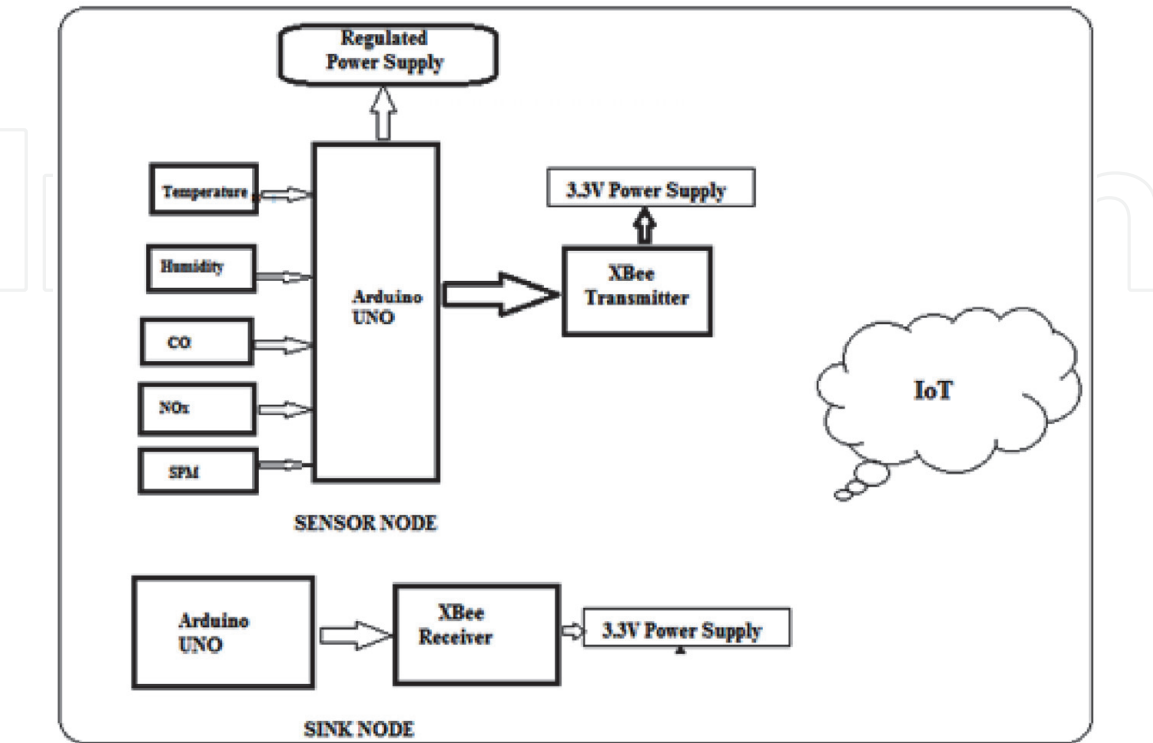 Regulated
Power Supply
Temperature
3.3V Power Supply
Humidity
XBee
Transmitter
Arduino
UNO
CO
IoT
NOx
SPM
SENSOR NODE
Arduino
UNO
XBee
Receiver
3.3V Power Supply
SINK NODE